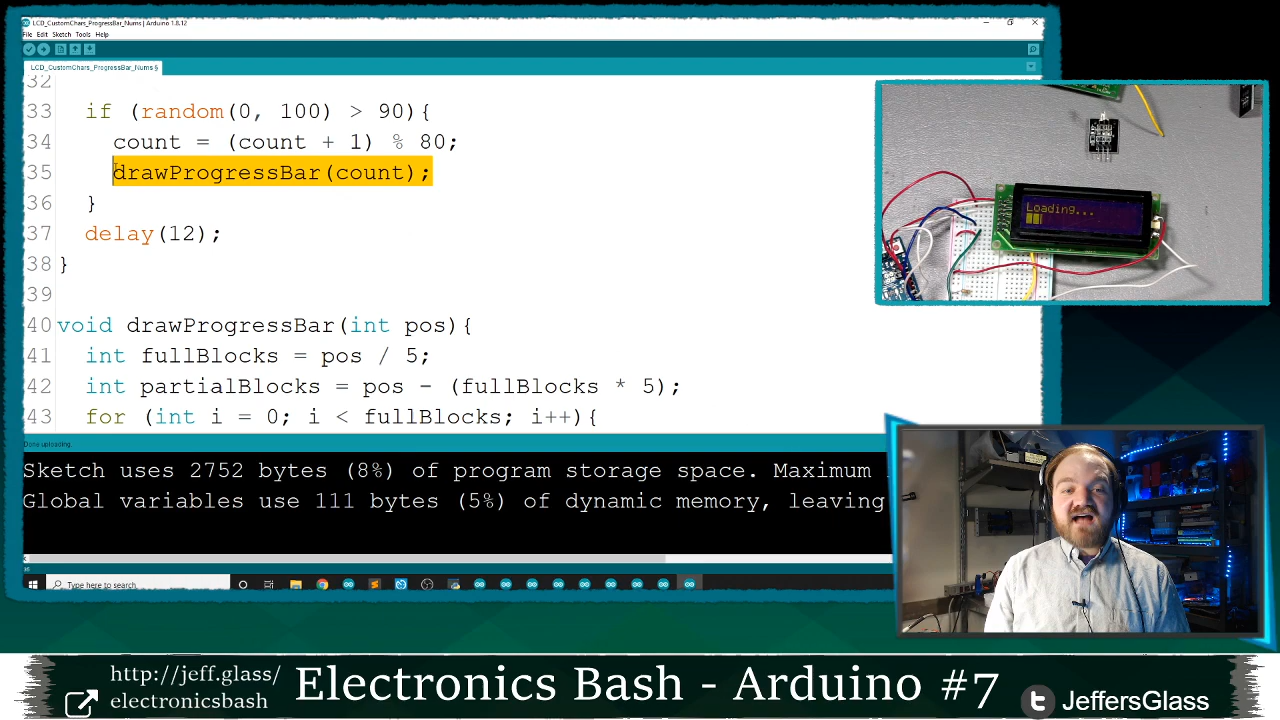 LCD_CustomChars_ProgressBar_Nums | Arduino 1.8.12
File Edit Sketch Tools Help
LCD_CustomChars_ProgressBar_Nums §
32
33 if (random(0, 100) > 90){
34 count = (count + 1) % 80;
35 drawProgressBar(count);
36 }
37 delay(12);
38 }
39
40 void drawProgressBar(int pos){
41 int fullBlocks = pos / 5;
42 int partialBlocks = pos - (fullBlocks * 5);
43 for (int i = 0; i < fullBlocks; i++){
Done uploading.
Sketch uses 2752 bytes (8%) of program storage space. Maximum
Global variables use 111 bytes (5%) of dynamic memory, leaving
Type here to search
Loading...
http://jeff.glass/
electronicsbash
Electronics Bash - Arduino #7
JeffersGlass